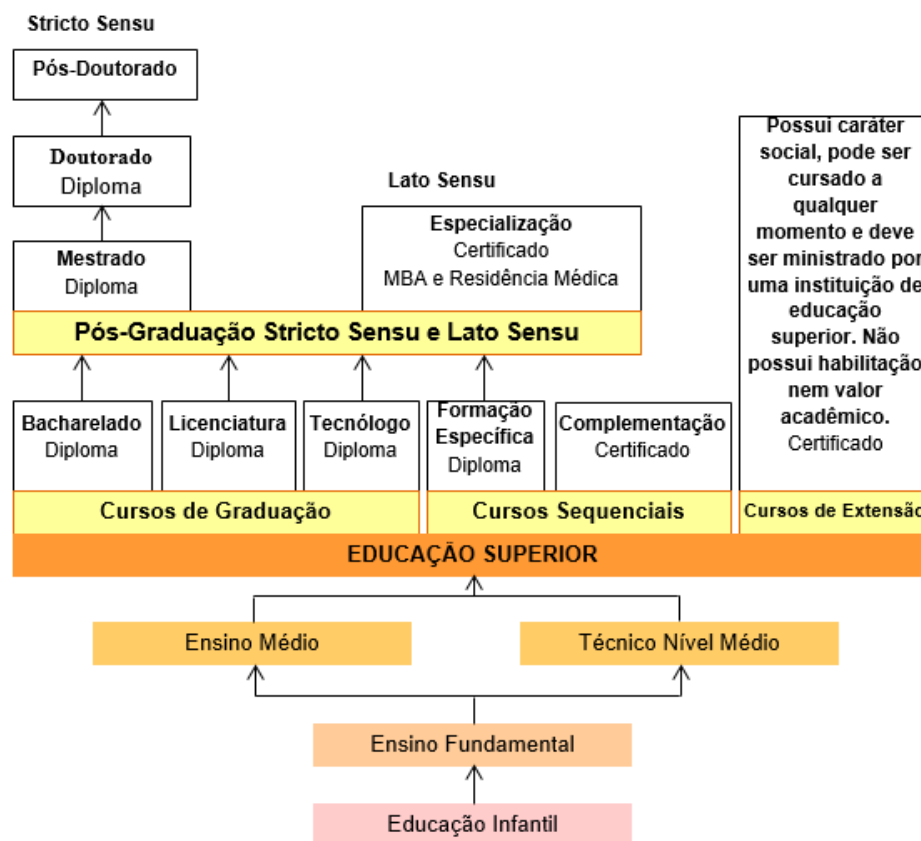 Stricto Sensu
Pós-Doutorado
Doutorado
Diploma
Mestrado
Diploma
Lato Sensu
Especialização
Certificado
MBA e Residência Médica
Possui caráter
social, pode ser
cursado a
qualquer
momento e deve
ser ministrado por
uma instituição de
educação
superior. Não
possui habilitação
nem valor
acadêmico.
Certificado
Pós-Graduação Stricto Sensu e Lato Sensu
Bacharelado
Diploma
Licenciatura
Diploma
Tecnólogo
Diploma
Formação
Específica
Diploma
Complementação
Certificado
Cursos de Graduação
Cursos Sequenciais
Cursos de Extensão
EDUCAÇÃO SUPERIOR
Ensino Médio
Técnico Nível Médio
Ensino Fundamental
Educação Infantil